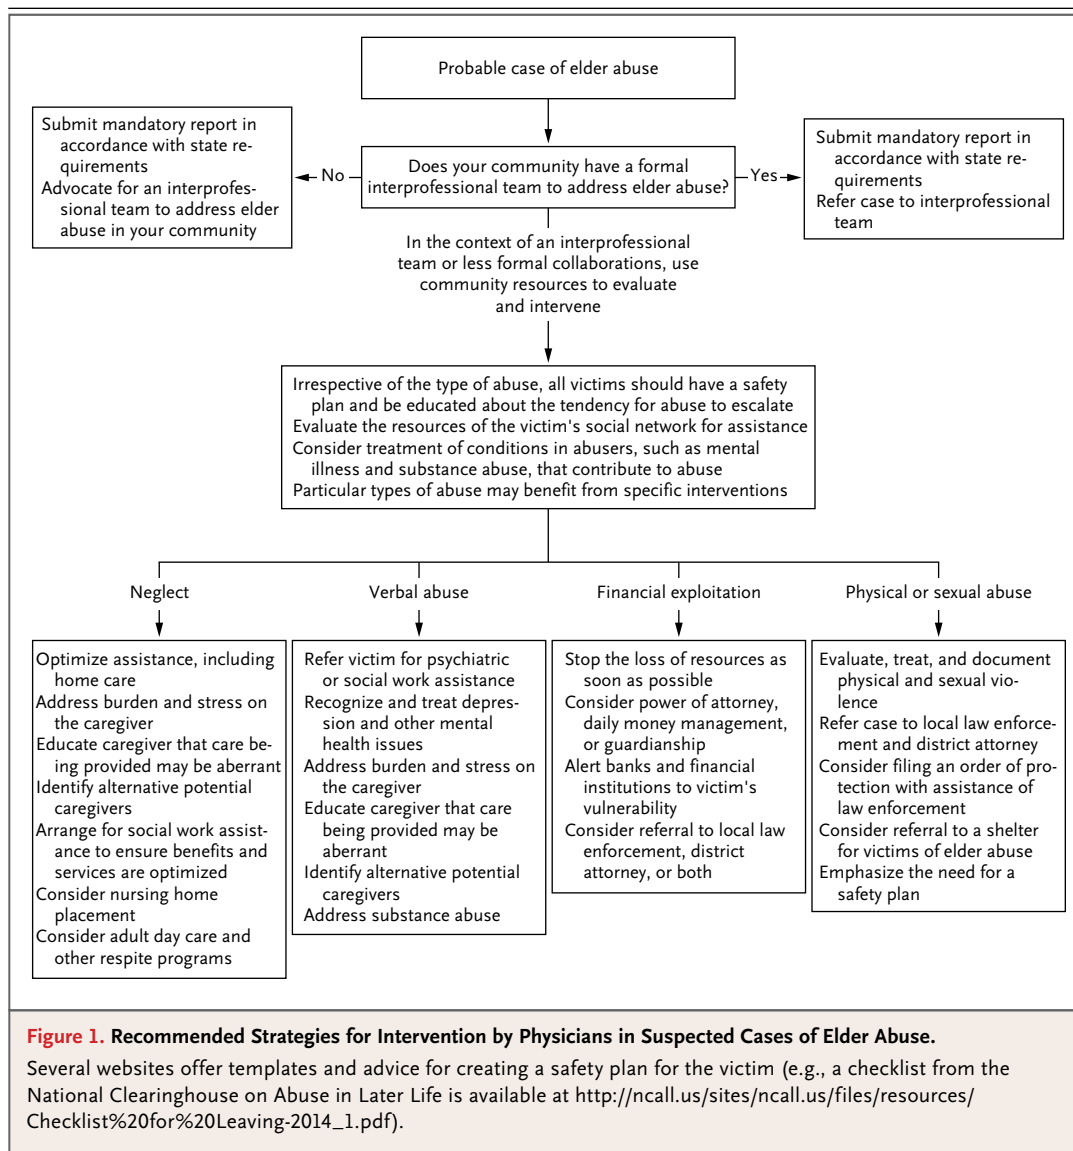 Probable case of elder abuse
Submit mandatory report in
accordance with state re-
quirements
Advocate for an interprofes-
sional team to address elder
abuse in your community
No
Does your community have a formal
interprofessional team to address elder abuse?
Yes
Submit mandatory report in
accordance with state re-
quirements
Refer case to interprofessional
team
In the context of an interprofessional
team or less formal collaborations, use
community resources to evaluate
and intervene
Irrespective of the type of abuse, all victims should have a safety
plan and be educated about the tendency for abuse to escalate
Evaluate the resources of the victim's social network for assistance
Consider treatment of conditions in abusers, such as mental
illness and substance abuse, that contribute to abuse
Particular types of abuse may benefit from specific interventions
Neglect
Optimize assistance, including
home care
Address burden and stress on
the caregiver
Educate caregiver that care be-
ing provided may be aberrant
Identify alternative potential
caregivers
Arrange for social work assist-
ance to ensure benefits and
services are optimized
Consider nursing home
placement
Consider adult day care and
other respite programs
Verbal abuse
Refer victim for psychiatric
or social work assistance
Recognize and treat depres-
sion and other mental
health issues
Address burden and stress on
the caregiver
Educate caregiver that care
being provided may be
aberrant
Identify alternative potential
caregivers
Address substance abuse
Financial exploitation
Stop the loss of resources as
soon as possible
Consider power of attorney,
daily money management,
or guardianship
Alert banks and financial
institutions to victim's
vulnerability
Consider referral to local law
enforcement, district
attorney, or both
Physical or sexual abuse
Evaluate, treat, and document
physical and sexual vio-
lence
Refer case to local law enforce-
ment and district attorney
Consider filing an order of pro-
tection with assistance of
law enforcement
Consider referral to a shelter
for victims of elder abuse
Emphasize the need for a
safety plan
Figure 1. Recommended Strategies for Intervention by Physicians in Suspected Cases of Elder Abuse.
Several websites offer templates and advice for creating a safety plan for the victim (e.g., a checklist from the
National Clearinghouse on Abuse in Later Life is available at http://ncall.us/sites/ncall.us/files/resources/
Checklist%20for%20Leaving-2014_1.pdf).